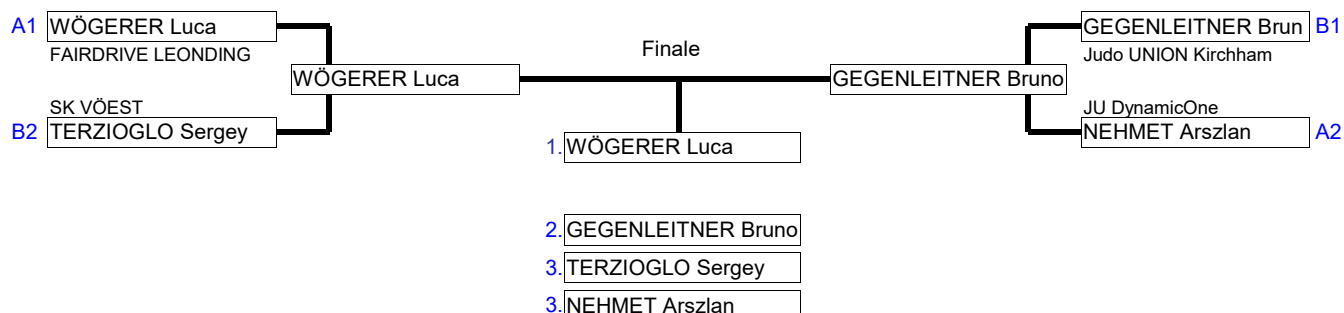 A1 WÖGERER Luca
FAIRDRIVE LEONDING
GEGENLEITNER Brun B1
Judo UNION Kirchham
Finale
WÖGERER Luca
GEGENLEITNER Bruno
SK VÖEST
B2 TERZIOGLO Sergey
JU DynamicOne
NEHMET Arszlan A2
1. WÖGERER Luca
2. GEGENLEITNER Bruno
3. TERZIOGLO Sergey
3. NEHMET Arszlan